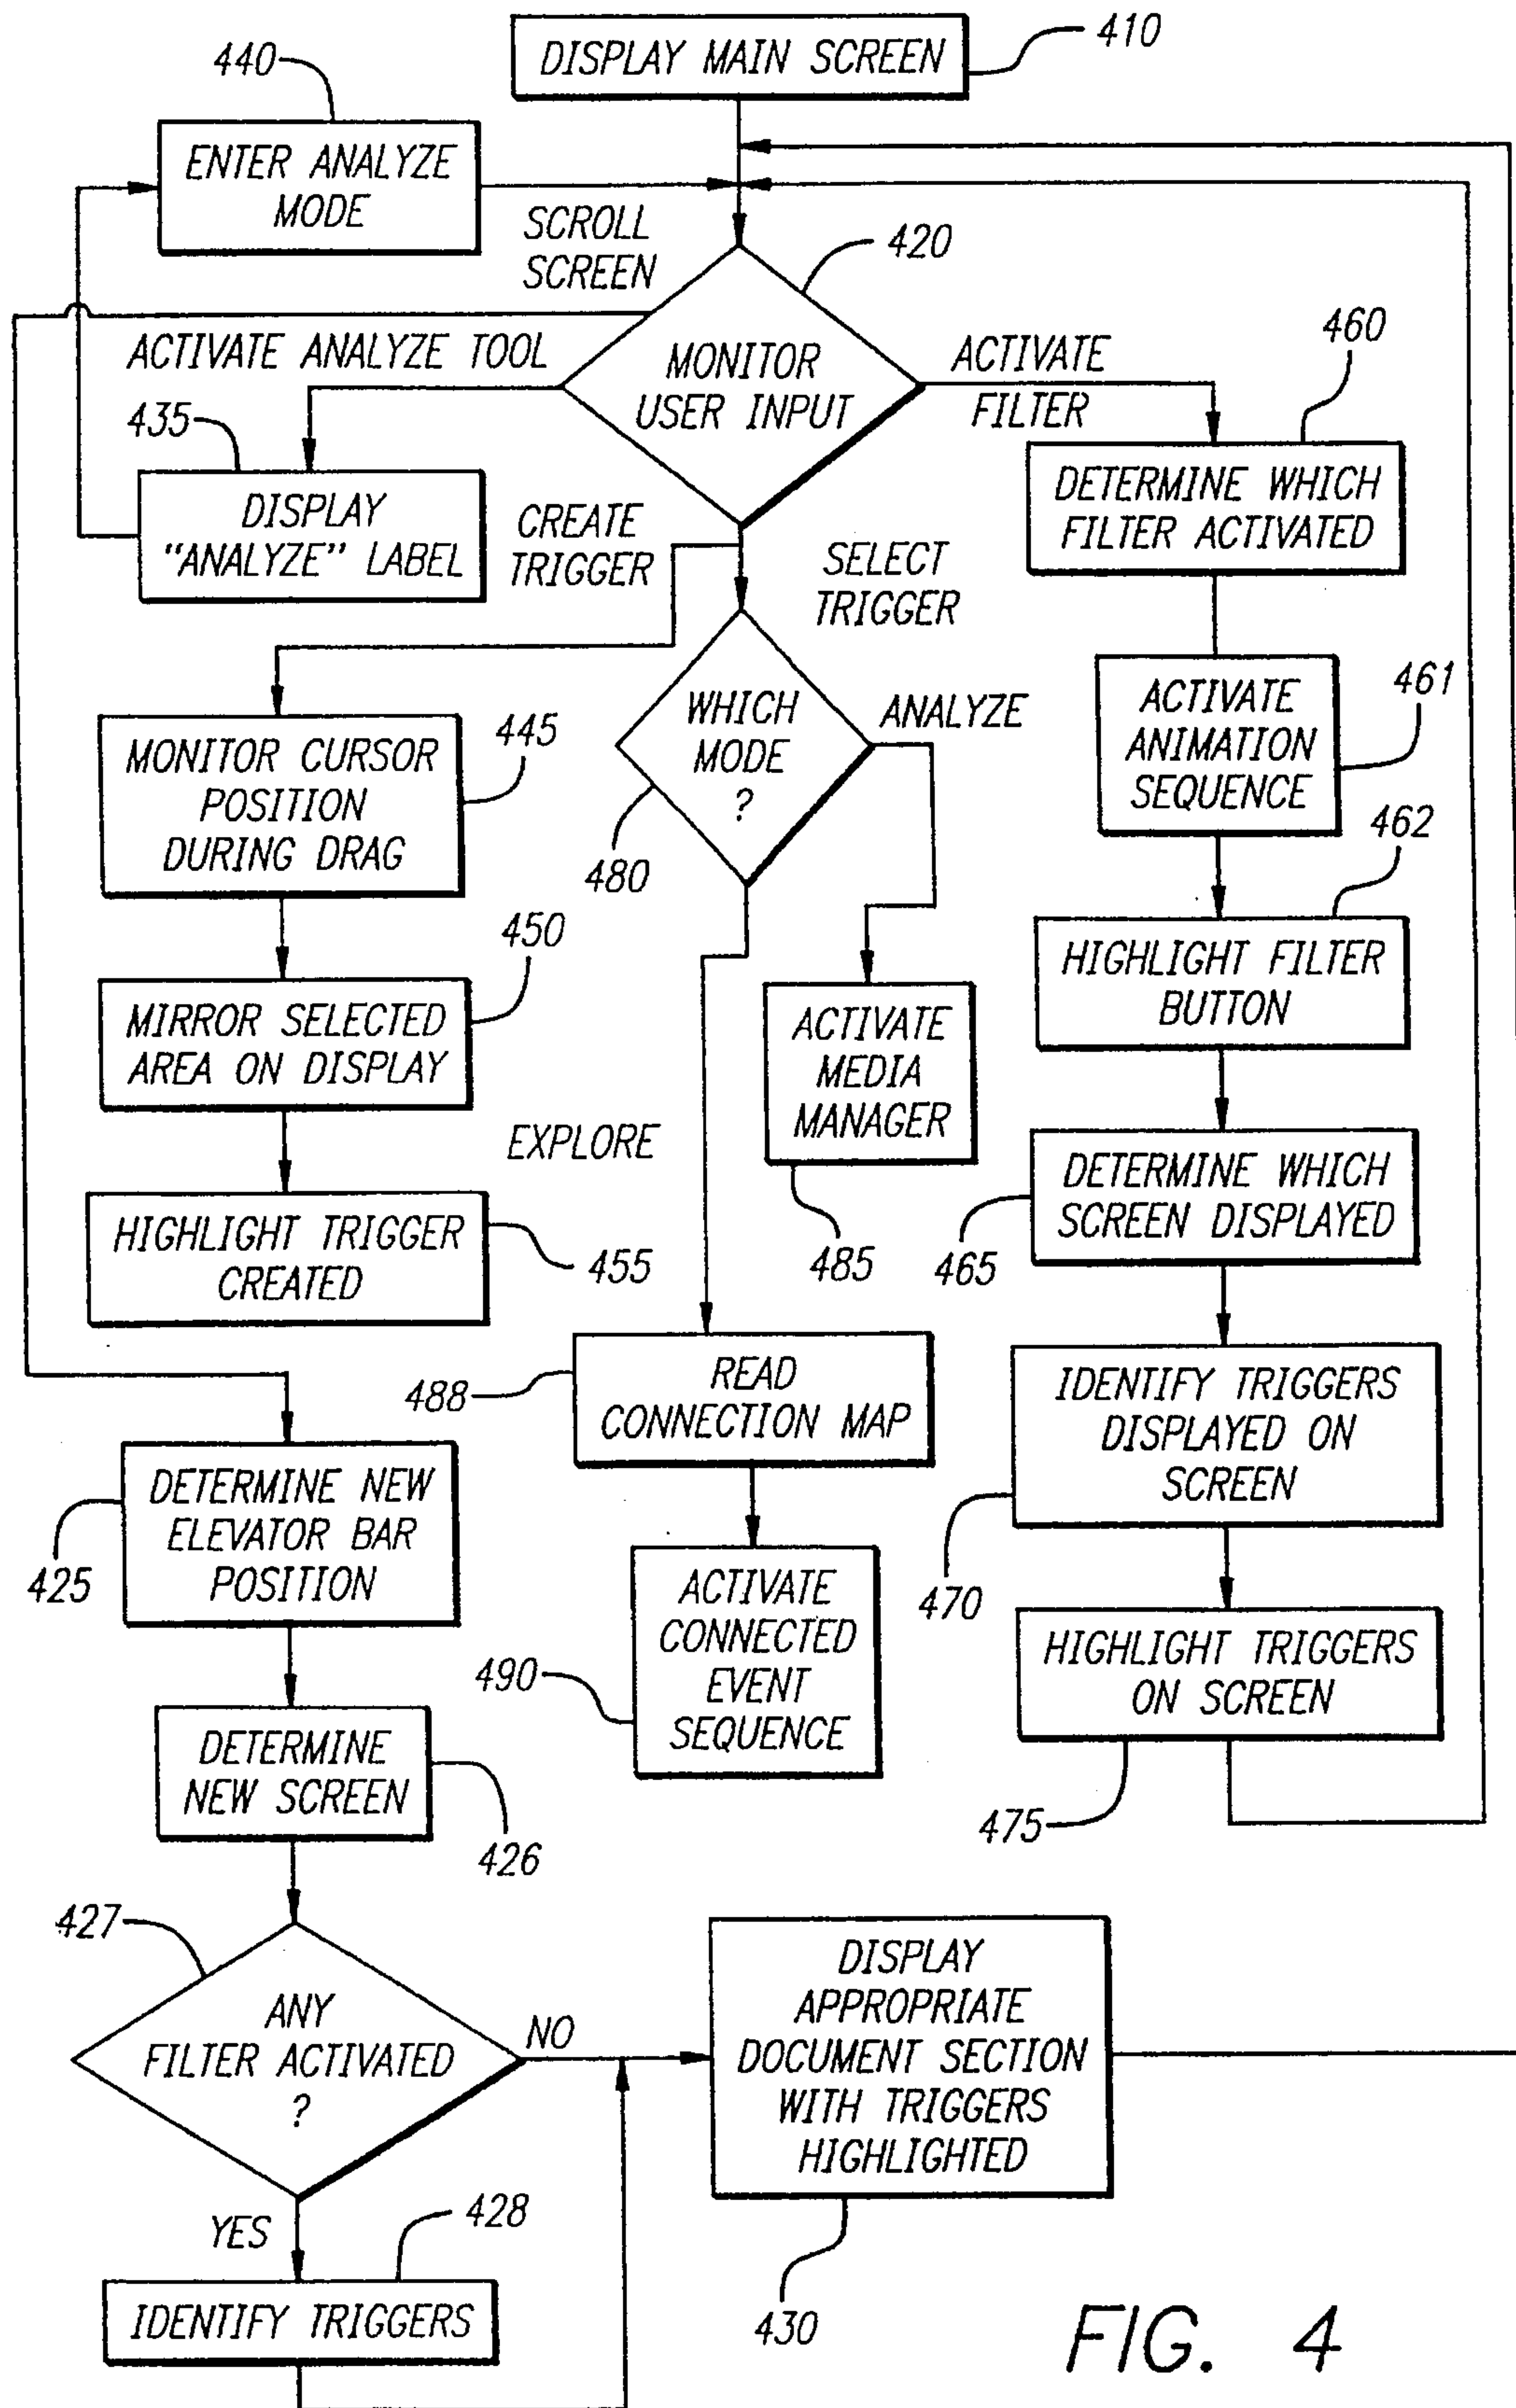 DISPLAY MAIN SCREEN
410
440
ENTER ANALYZE
MODE
SCROLL
SCREEN
420
MONITOR
USER INPUT
ACTIVATE ANALYZE TOOL
ACTIVATE
FILTER
460
435
DISPLAY
"ANALYZE" LABEL
CREATE
TRIGGER
SELECT
TRIGGER
DETERMINE WHICH
FILTER ACTIVATED
461
ACTIVATE
ANIMATION
SEQUENCE
WHICH
MODE
?
ANALYZE
480
445
MONITOR CURSOR
POSITION
DURING DRAG
462
HIGHLIGHT FILTER
BUTTON
450
MIRROR SELECTED
AREA ON DISPLAY
ACTIVATE
MEDIA
MANAGER
485
EXPLORE
DETERMINE WHICH
SCREEN DISPLAYED
465
HIGHLIGHT TRIGGER
CREATED
455
488
READ
CONNECTION MAP
IDENTIFY TRIGGERS
DISPLAYED ON
SCREEN
470
DETERMINE NEW
ELEVATOR BAR
POSITION
425
ACTIVATE
CONNECTED
EVENT
SEQUENCE
490
HIGHLIGHT TRIGGERS
ON SCREEN
475
DETERMINE
NEW SCREEN
426
427
ANY
FILTER ACTIVATED
?
NO
YES
DISPLAY
APPROPRIATE
DOCUMENT SECTION
WITH TRIGGERS
HIGHLIGHTED
430
428
IDENTIFY TRIGGERS
FIG. 4